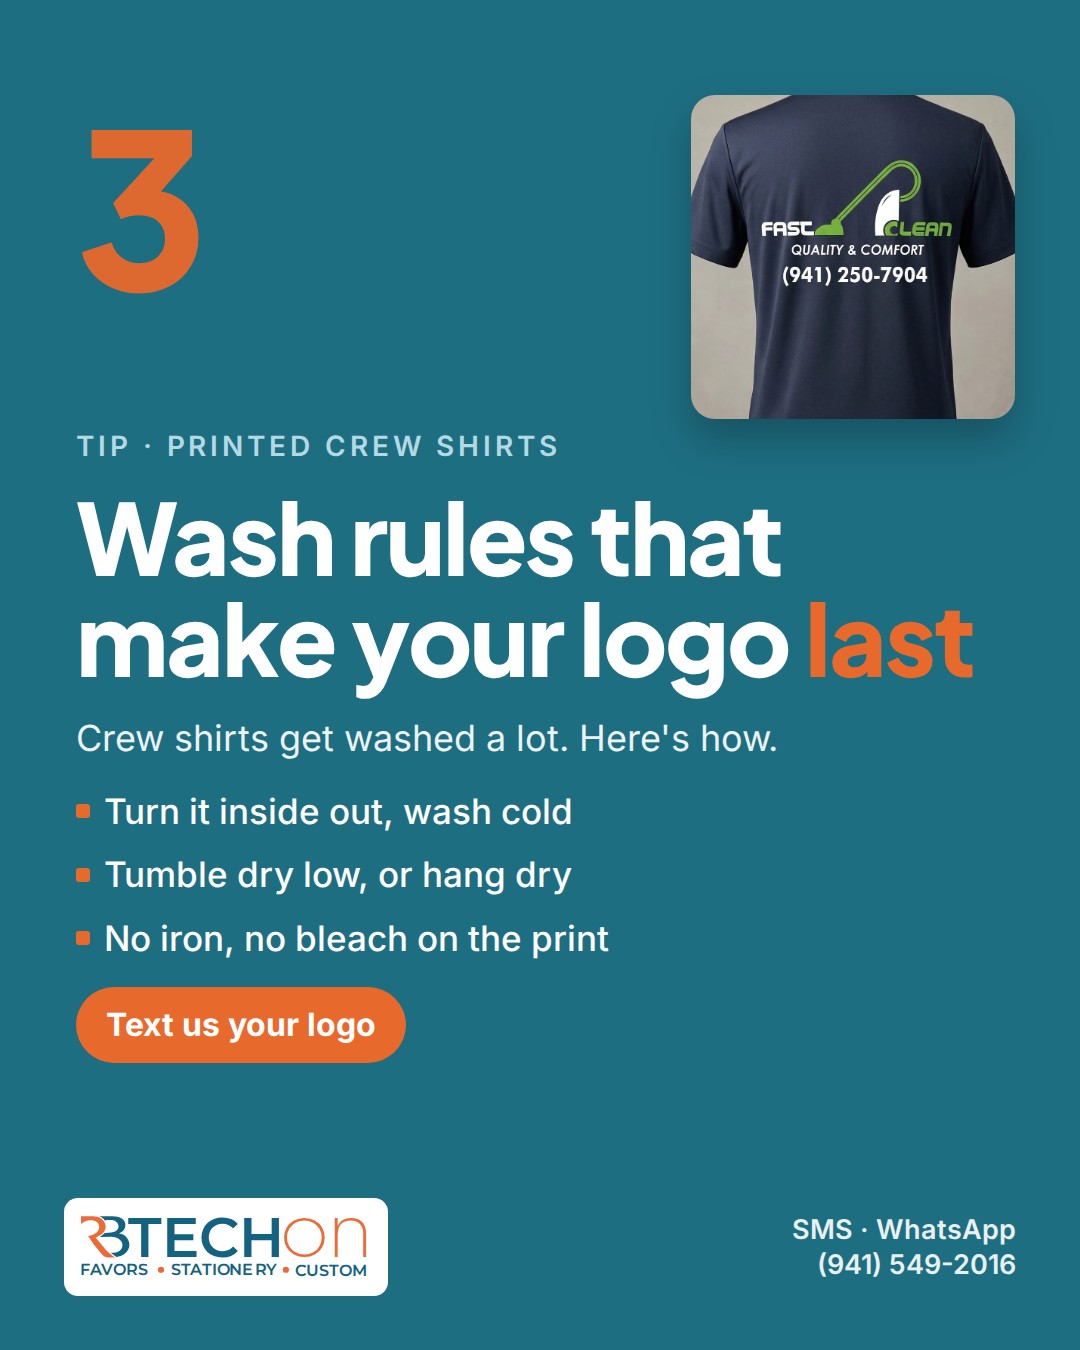 3
FAST CLEAN
QUALITY & COMFORT
(941) 250-7904
TIP · PRINTED CREW SHIRTS
Wash rules that
make your logo last
Crew shirts get washed a lot. Here's how.
Turn it inside out, wash cold
Tumble dry low, or hang dry
No iron, no bleach on the print
Text us your logo
RBTECHon
FAVORS • STATIONERY • CUSTOM
SMS · WhatsApp
(941) 549-2016